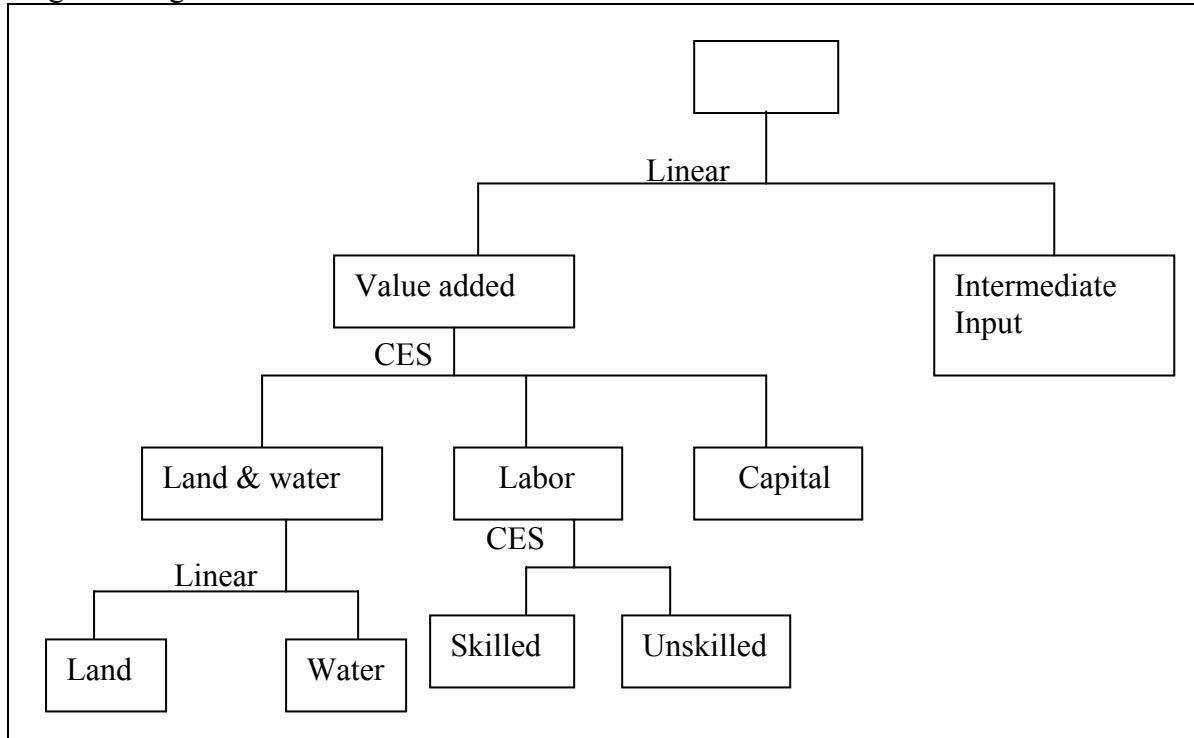 Linear
Value added
Intermediate
Input
CES
Land & water
Labor
Capital
CES
Linear
Skilled
Unskilled
Land
Water